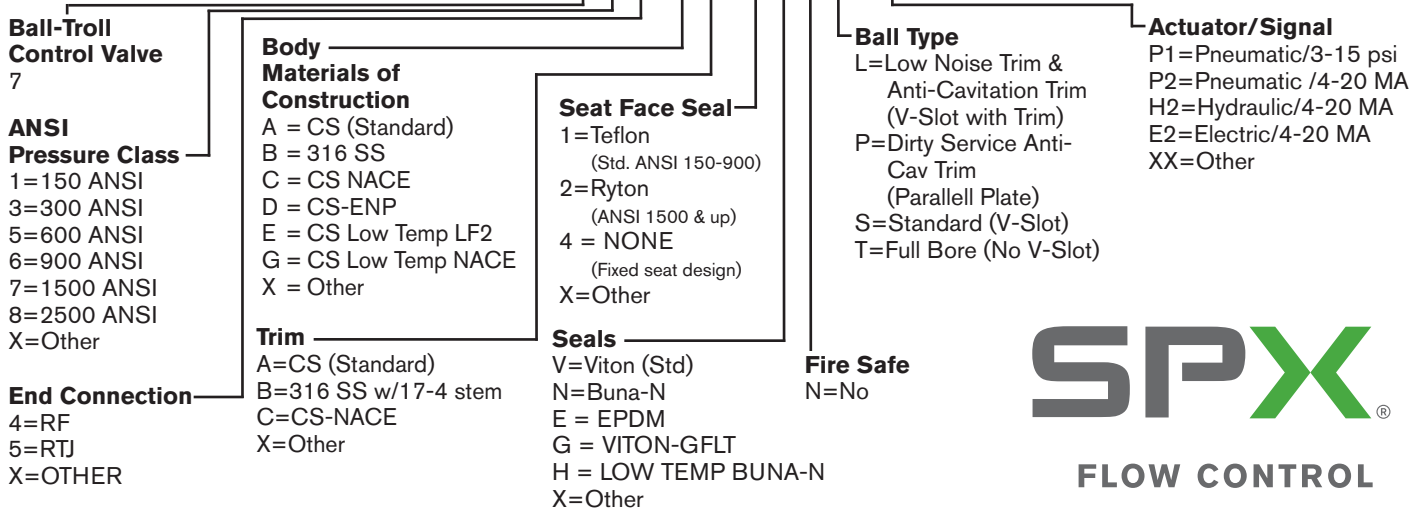 Ball-Troll
Control Valve
7
ANSI
Pressure Class
1=150 ANSI
3=300 ANSI
5=600 ANSI
6=900 ANSI
7=1500 ANSI
8=2500 ANSI
X=Other
End Connection
4=RF
5=RTJ
X=OTHER
Body
Materials of
Construction
A = CS (Standard)
B = 316 SS
C = CS NACE
D = CS-ENP
E = CS Low Temp LF2
G = CS Low Temp NACE
X = Other
Trim
A=CS (Standard)
B=316 SS w/17-4 stem
C=CS-NACE
X=Other
Seat Face Seal
1=Teflon
(Std. ANSI 150-900)
2=Ryton
(ANSI 1500 & up)
4 = NONE
(Fixed seat design)
X=Other
Seals
V=Viton (Std)
N=Buna-N
E = EPDM
G = VITON-GFLT
H = LOW TEMP BUNA-N
X=Other
Fire Safe
N=No
Ball Type
L=Low Noise Trim &
Anti-Cavitation Trim
(V-Slot with Trim)
P=Dirty Service Anti-
Cav Trim
(Parallell Plate)
S=Standard (V-Slot)
T=Full Bore (No V-Slot)
Actuator/Signal
P1=Pneumatic/3-15 psi
P2=Pneumatic /4-20 MA
H2=Hydraulic/4-20 MA
E2=Electric/4-20 MA
XX=Other
SPX®
FLOW CONTROL